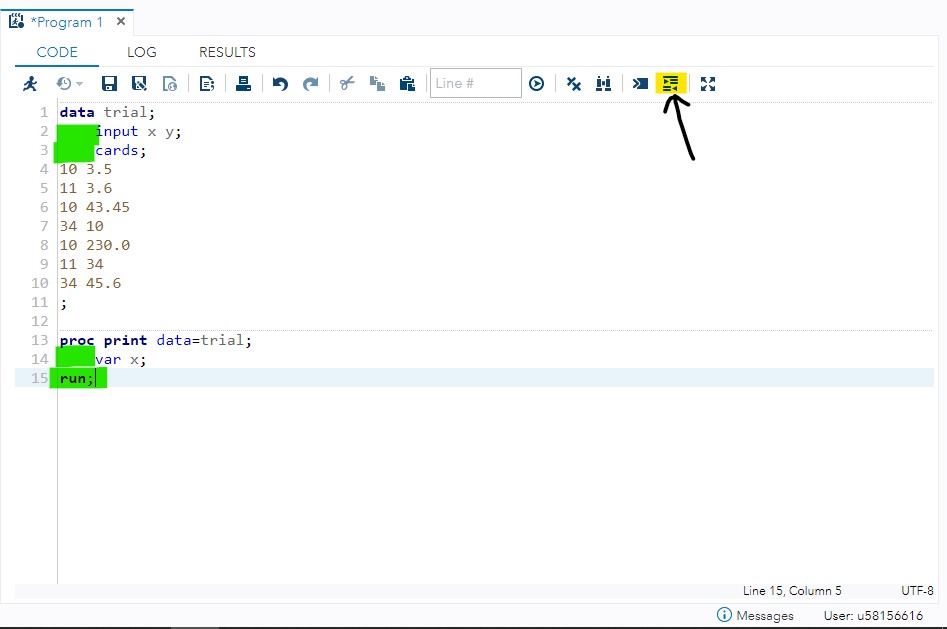 *Program 1
CODE LOG RESULTS
Line #
1 data trial;
2 input x y;
3 cards;
4 10 3.5
5 11 3.6
6 10 43.45
7 34 10
8 10 230.0
9 11 34
10 34 45.6
11 ;
12
13 proc print data=trial;
14 var x;
15 run;
Line 15, Column 5 UTF-8
Messages User: u58156616